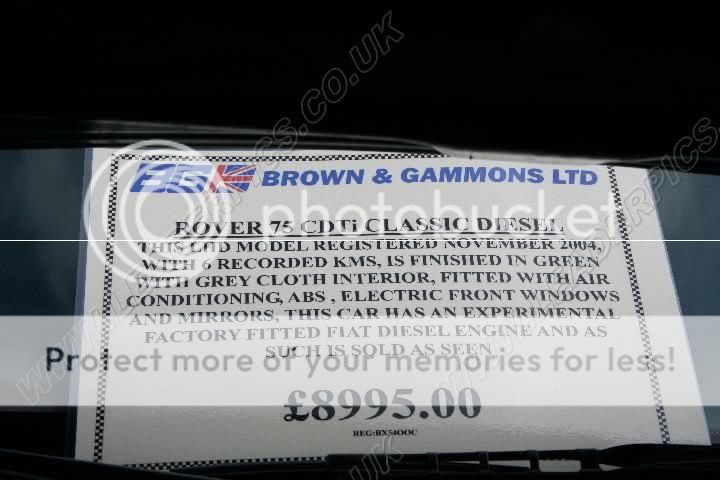 BROWN & GAMMONS LTD
ROVER 75 CDTi CLASSIC DIESEL
THIS LHD MODEL REGISTERED NOVEMBER 2004,
WITH 6 RECORDED KMS, IS FINISHED IN GREEN
WITH GREY CLOTH INTERIOR, FITTED WITH AIR
CONDITIONING, ABS , ELECTRIC FRONT WINDOWS
AND MIRRORS, THIS CAR HAS AN EXPERIMENTAL
FACTORY FITTED FIAT DIESEL ENGINE AND AS
SUCH IS SOLD AS SEEN
£8995.00
REG:BX54OOC
photobucket
Protect more of your memories for less!